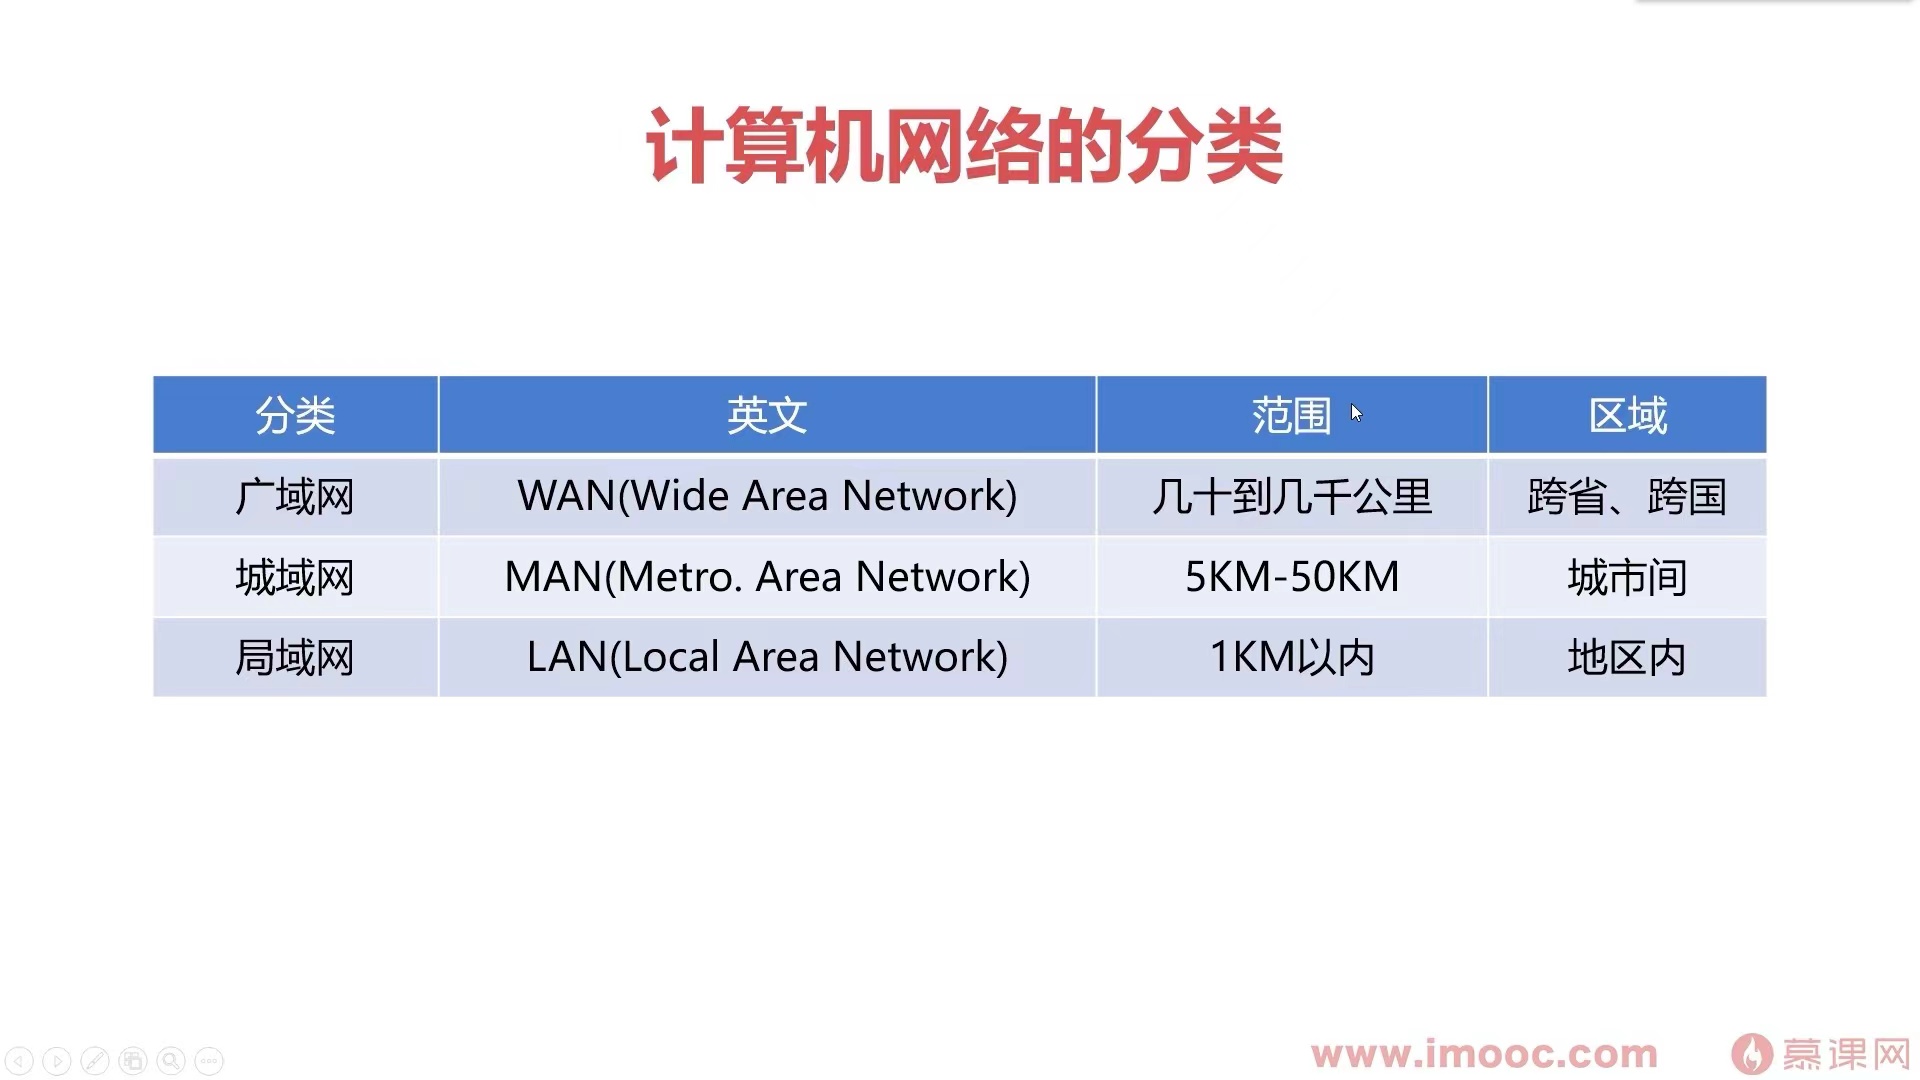 计算机网络的分类
分类 英文 范围 区域
广域网 WAN(Wide Area Network) 几十到几千公里 跨省、跨国
城域网 MAN(Metro. Area Network) 5KM-50KM 城市间
局域网 LAN(Local Area Network) 1KM以内 地区内
www.imooc.com 慕课网